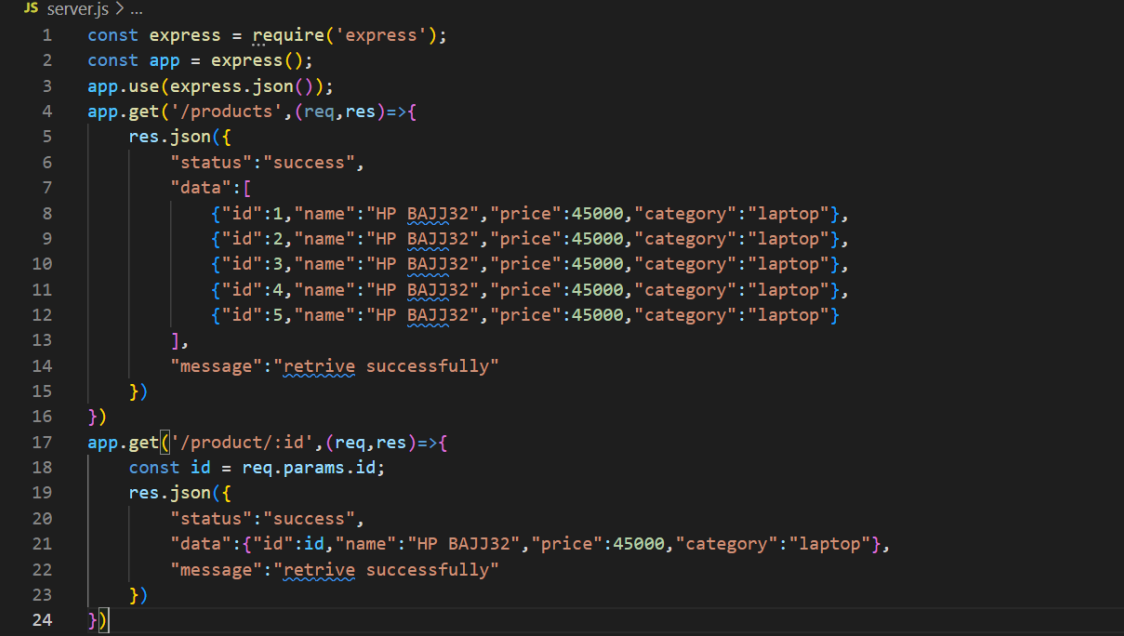 JS server.js > ...
1 const express = require('express');
2 const app = express();
3 app.use(express.json());
4 app.get('/products',(req,res)=>{
5     res.json({
6         "status":"success",
7         "data":[
8             {"id":1,"name":"HP BAJJ32","price":45000,"category":"laptop"},
9             {"id":2,"name":"HP BAJJ32","price":45000,"category":"laptop"},
10             {"id":3,"name":"HP BAJJ32","price":45000,"category":"laptop"},
11             {"id":4,"name":"HP BAJJ32","price":45000,"category":"laptop"},
12             {"id":5,"name":"HP BAJJ32","price":45000,"category":"laptop"}
13         ],
14         "message":"retrive successfully"
15     })
16 })
17 app.get('/product/:id',(req,res)=>{
18     const id = req.params.id;
19     res.json({
20         "status":"success",
21         "data":{"id":id,"name":"HP BAJJ32","price":45000,"category":"laptop"},
22         "message":"retrive successfully"
23     })
24 })